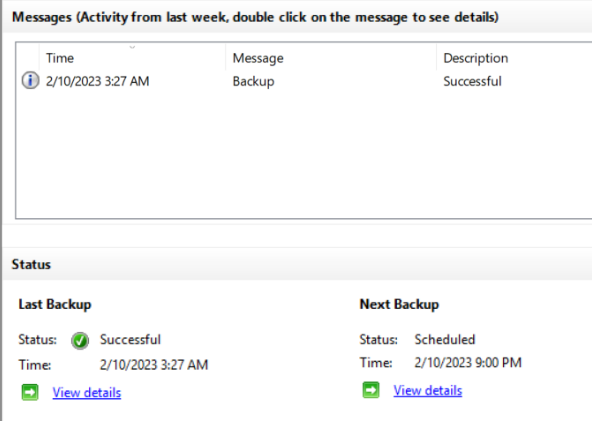 Messages (Activity from last week, double click on the message to see details)
Time Message Description
2/10/2023 3:27 AM Backup Successful
Status
Last Backup Next Backup
Status: Successful Status: Scheduled
Time: 2/10/2023 3:27 AM Time: 2/10/2023 9:00 PM
View details View details